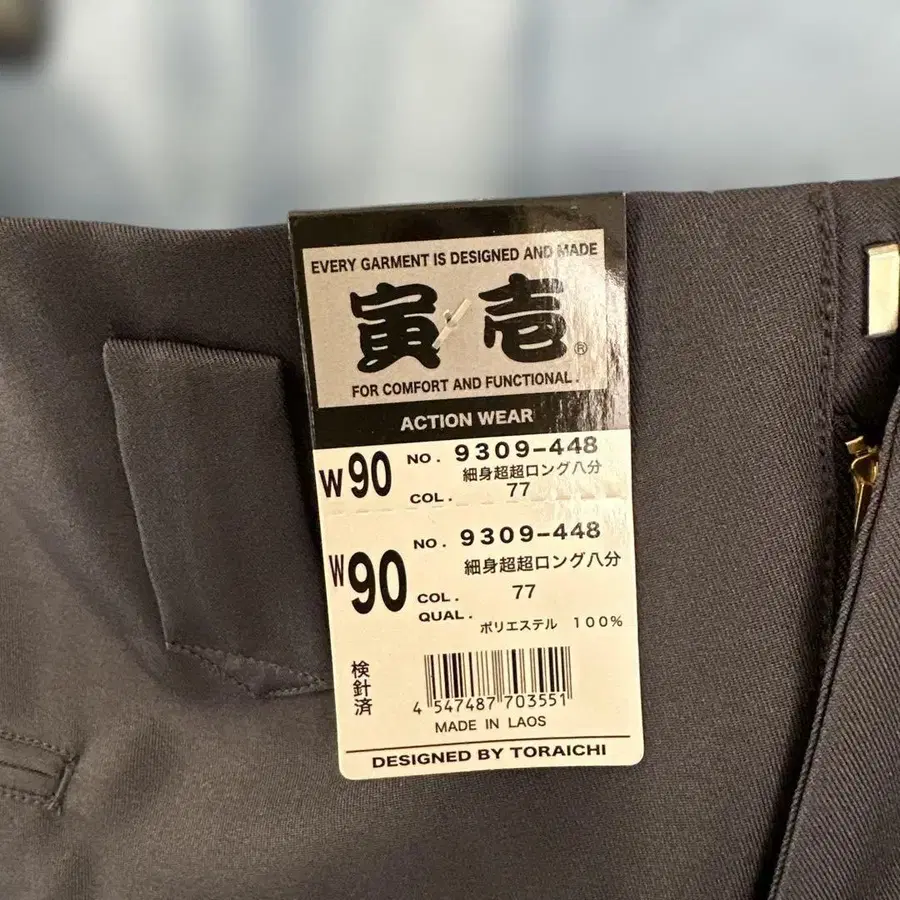 EVERY GARMENT IS DESIGNED AND MADE
寅壱®
FOR COMFORT AND FUNCTIONAL.
ACTION WEAR
W90 NO. 9309-448
細身超超ロング八分
COL. 77
W90 NO. 9309-448
細身超超ロング八分
COL. 77
QUAL.
ポリエステル 100%
検針済
4 547487 703551
MADE IN LAOS
DESIGNED BY TORAICHI